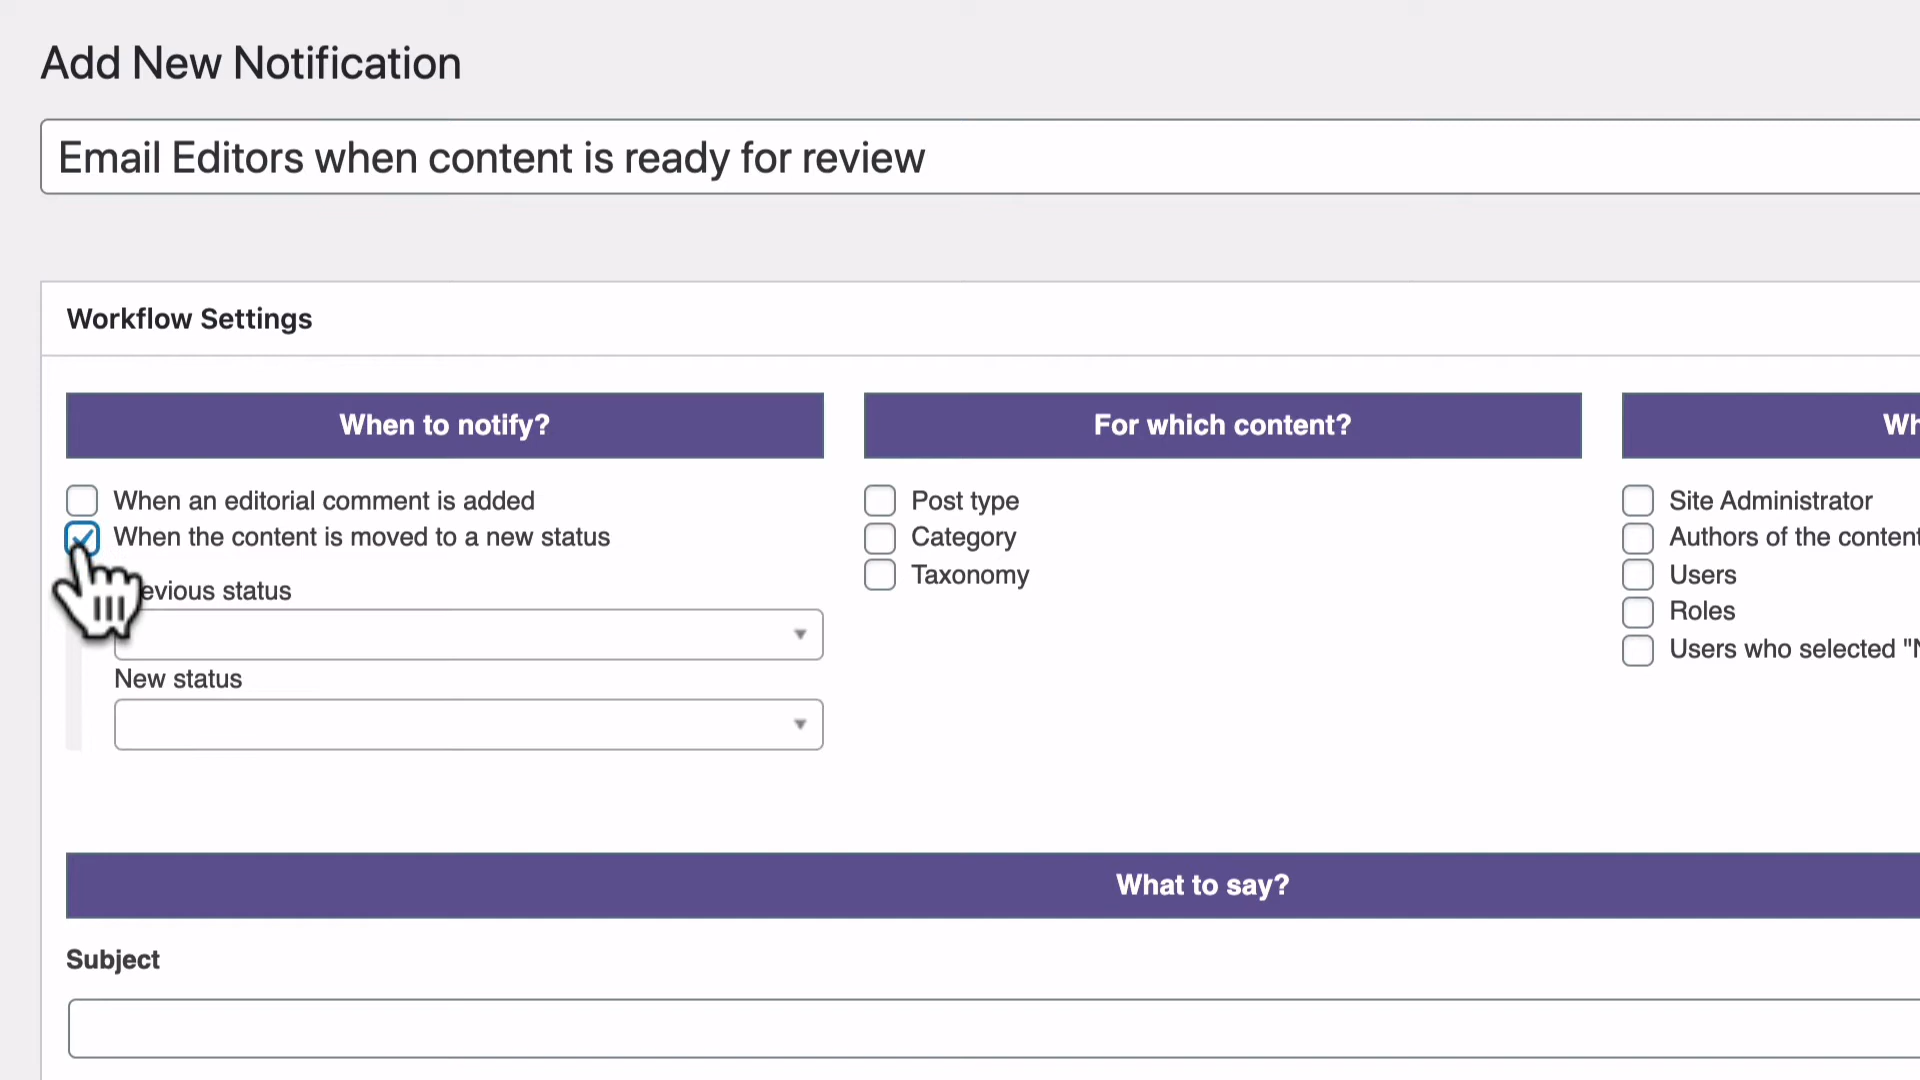 Add New Notification
Email Editors when content is ready for review
Workflow Settings
When to notify?
When an editorial comment is added
When the content is moved to a new status
evious status
New status
For which content?
Post type
Category
Taxonomy
Site Administrator
Authors of the content
Users
Roles
Users who selected
What to say?
Subject